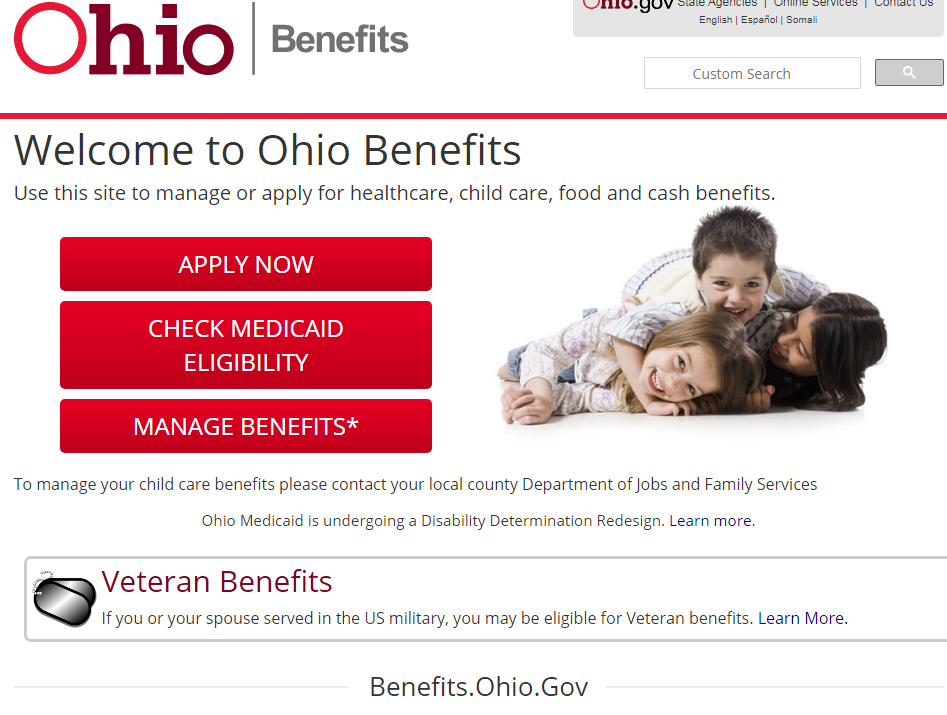 Ohio.gov State Agencies | Online Services | Contact Us
English | Español | Somali
Ohio Benefits
Custom Search
Welcome to Ohio Benefits
Use this site to manage or apply for healthcare, child care, food and cash benefits.
APPLY NOW
CHECK MEDICAID
ELIGIBILITY
MANAGE BENEFITS*
To manage your child care benefits please contact your local county Department of Jobs and Family Services
Ohio Medicaid is undergoing a Disability Determination Redesign. Learn more.
Veteran Benefits
If you or your spouse served in the US military, you may be eligible for Veteran benefits. Learn More.
Benefits.Ohio.Gov